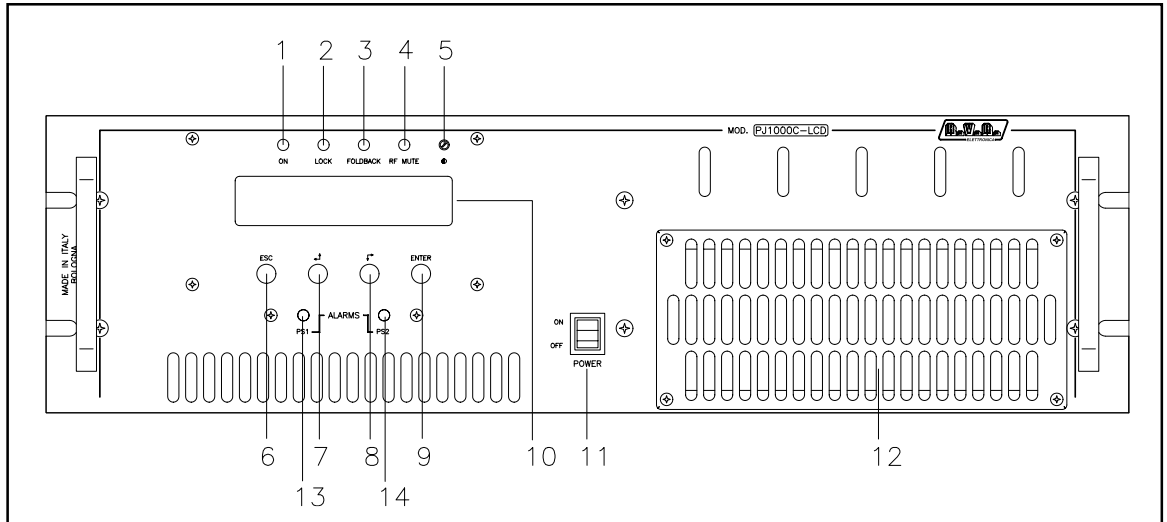 1 2 3 4 5
ON LOCK FOLDBACK RF MUTE
MOD. PJ1000C-LCD
R.V.R.
ELETTRONICA
MADE IN ITALY
BOLOGNA
ESC ENTER
PS1 ALARMS PS2
ON
OFF
POWER
6 7 8 9 10 11 12
13 14